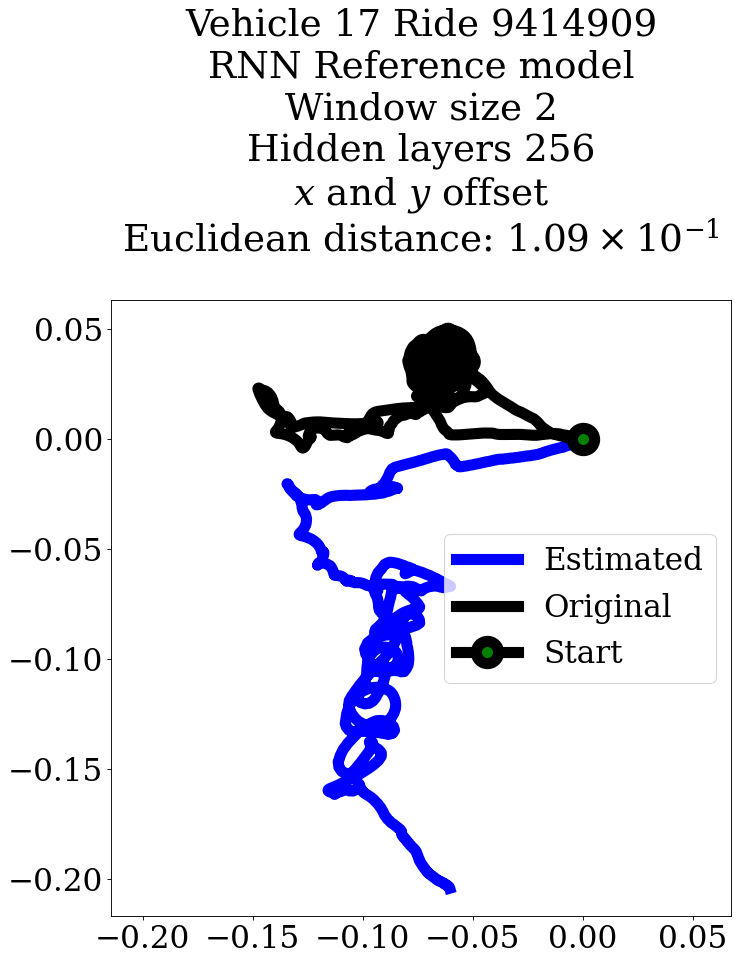 Vehicle 17 Ride 9414909
RNN Reference model
Window size 2
Hidden layers 256
x and y offset
Euclidean distance: 1.09 × 10⁻¹
0.05
0.00
−0.05
−0.10
−0.15
−0.20
Estimated
Original
Start
−0.20 −0.15 −0.10 −0.05 0.00 0.05